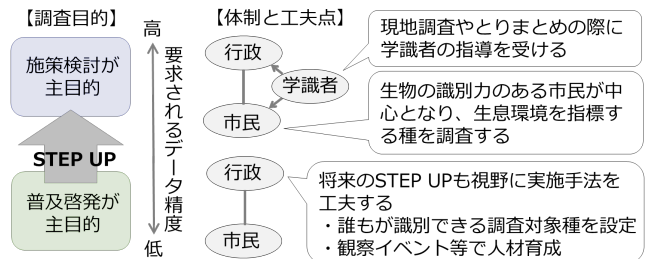 【調査目的】
高
施策検討が
主目的
STEP UP
普及啓発が
主目的
低
要求されるデータ精度
【体制と工夫点】
行政
学識者
市民
現地調査やとりまとめの際に
学識者の指導を受ける
生物の識別力のある市民が中
心となり、生息環境を指標す
る種を調査する
行政
市民
将来のSTEP UPも視野に実施手法を
工夫する
・誰もが識別できる調査対象種を設定
・観察イベント等で人材育成